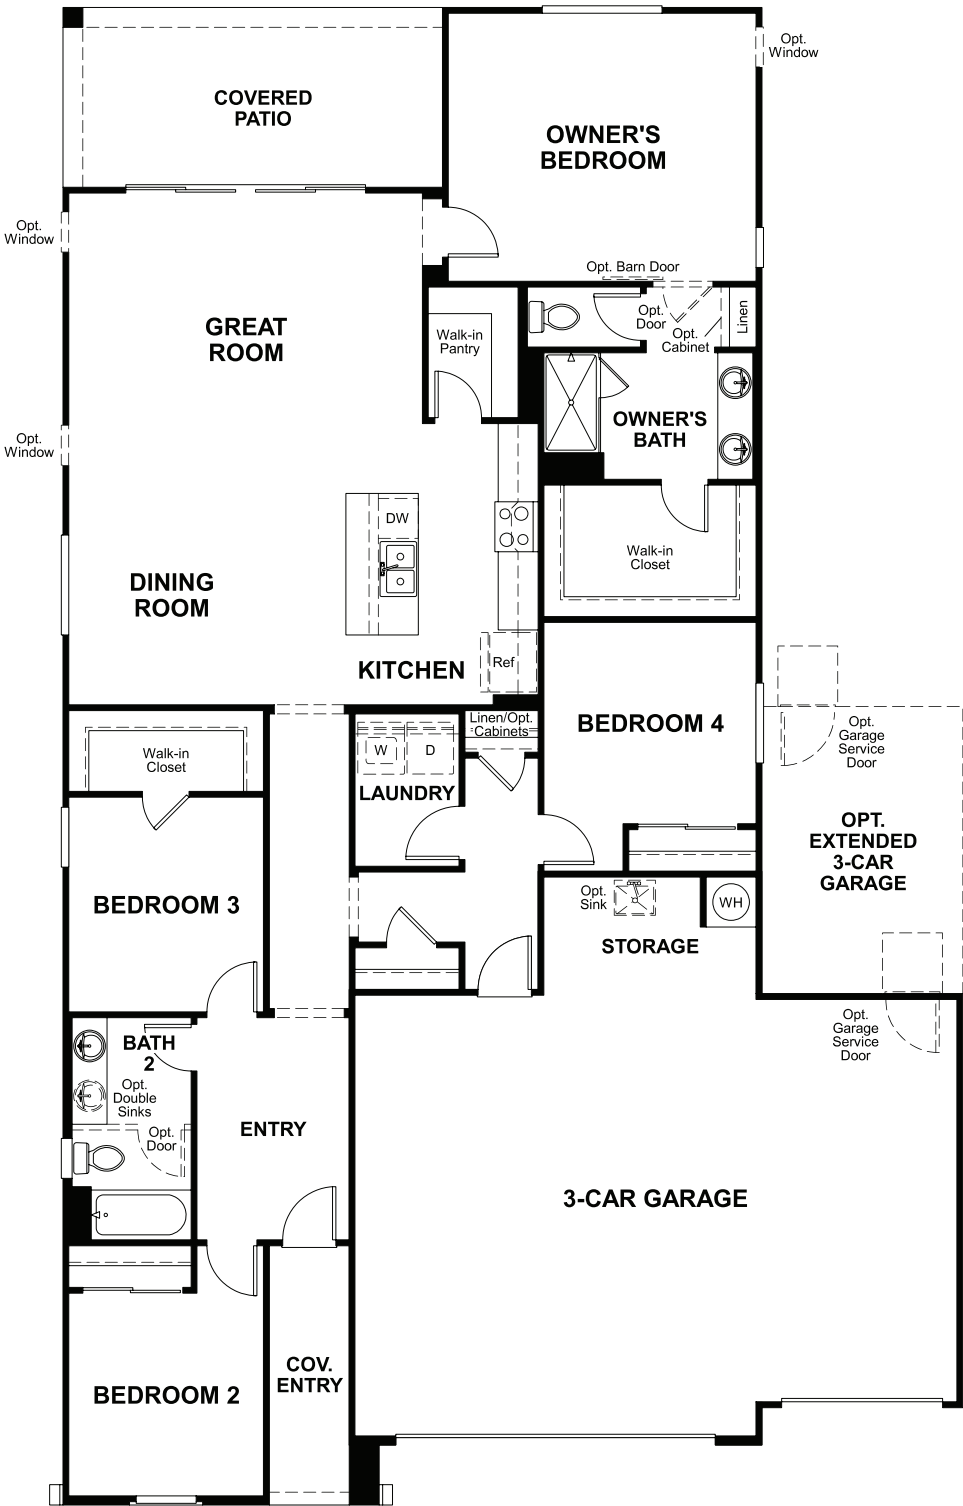 Opt.
Window
COVERED
PATIO
OWNER'S
BEDROOM
Opt.
Window
Opt. Barn Door
GREAT
ROOM
Walk-in
Pantry
Opt.
Door
Opt.
Cabinet
Linen
OWNER'S
BATH
Opt.
Window
DW
Walk-in
Closet
DINING
ROOM
KITCHEN
Ref
Linen/Opt.
Cabinets
BEDROOM 4
Walk-in
Closet
W
D
LAUNDRY
Opt.
Garage
Service
Door
OPT.
EXTENDED
3-CAR
GARAGE
BEDROOM 3
Opt.
Sink
WH
STORAGE
Opt.
Garage
Service
Door
BATH
2
Opt.
Double
Sinks
Opt.
Door
ENTRY
3-CAR GARAGE
COV.
ENTRY
BEDROOM 2